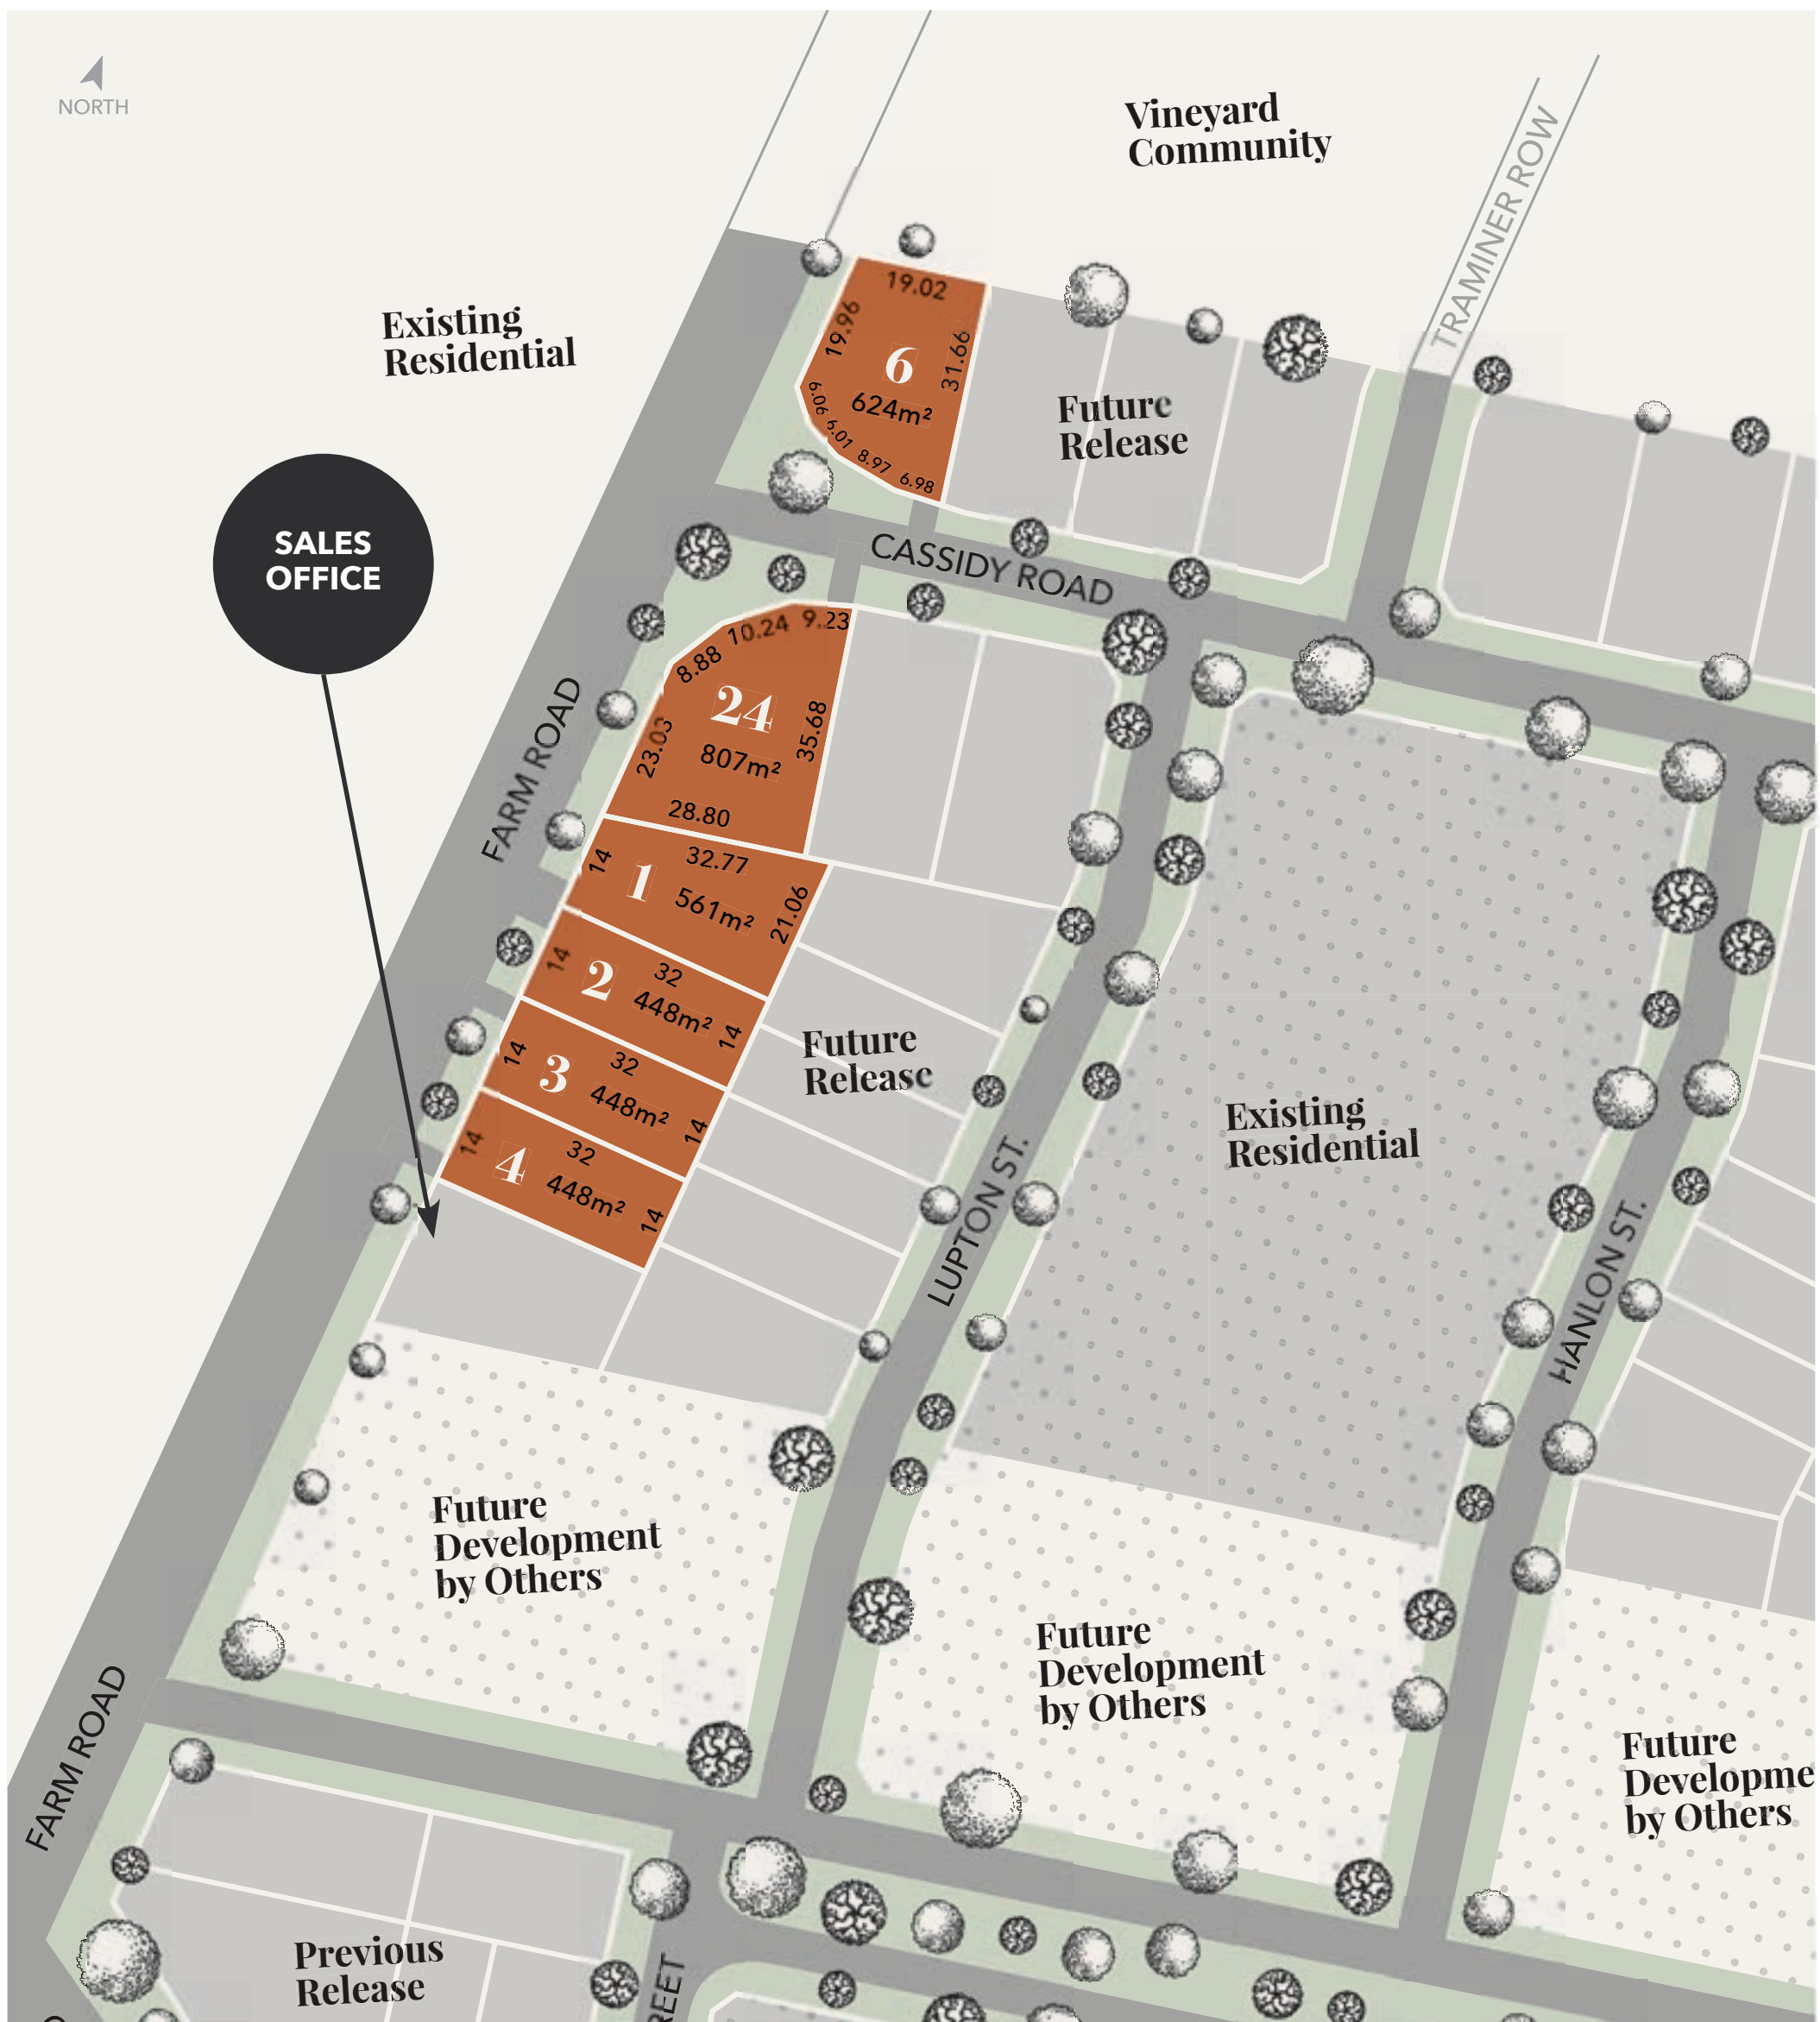 NORTH
Vineyard
Community
TRAMINER ROW
Existing
Residential
19.02
19.96
31.66
6
624m²
6.06
6.01
8.97
6.98
Future
Release
SALES
OFFICE
CASSIDY ROAD
10.24
9.23
8.88
24
807m²
23.03
35.68
28.80
FARM ROAD
14
32.77
1
561m²
21.06
14
32
2
448m²
14
Future
Release
14
32
3
448m²
14
14
32
4
448m²
14
LUPTON ST.
Existing
Residential
HANLON ST.
Future
Development
by Others
Future
Development
by Others
Future
Developme
by Others
FARM ROAD
Previous
Release
REET